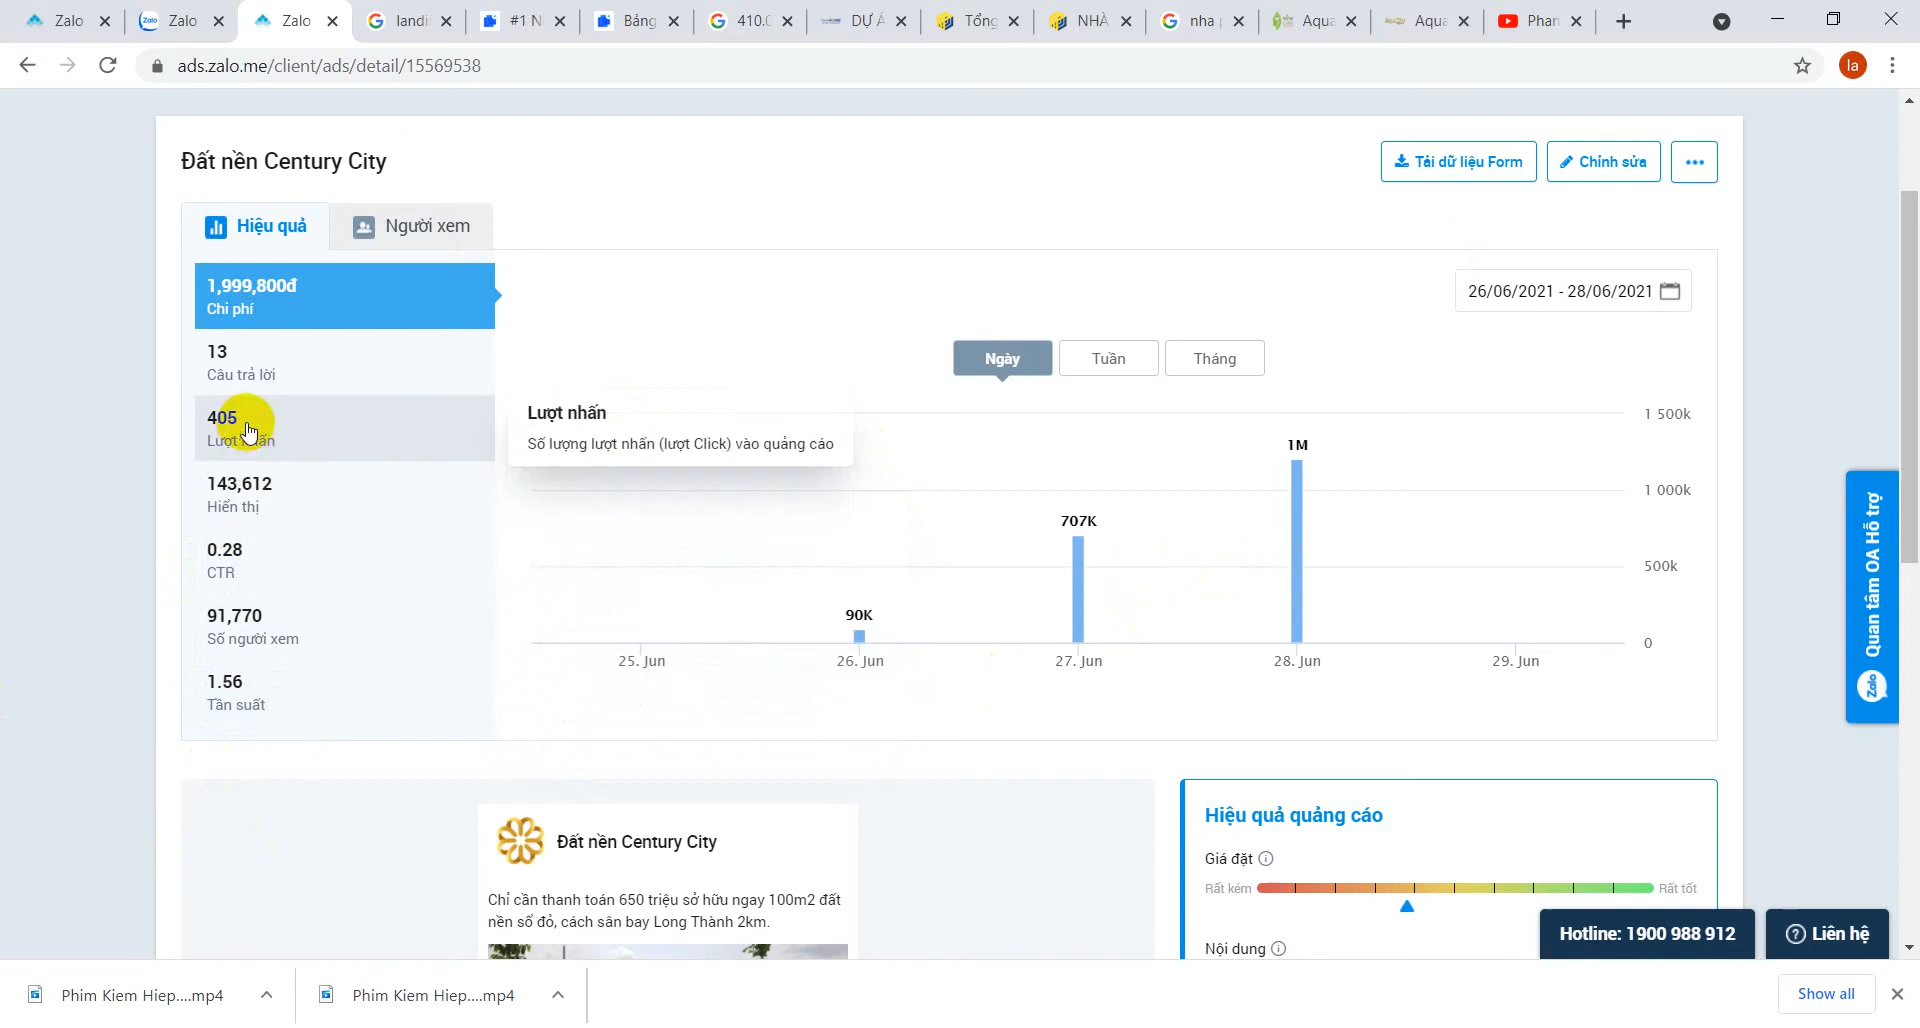 Zalo
Zalo
Zalo
landi
#1 N
Bảng
410.0
DỰ Á
Tổng
NHÀ
nha p
Aqua
Aqua
Phan
ads.zalo.me/client/ads/detail/15569538
la
Đất nền Century City
Tải dữ liệu Form
Chỉnh sửa
Hiệu quả
Người xem
1,999,800đ
Chi phí
26/06/2021 - 28/06/2021
13
Câu trả lời
Ngày
Tuần
Tháng
405
Lượt nhấn
Lượt nhấn
Số lượng lượt nhấn (lượt Click) vào quảng cáo
143,612
Hiển thị
0.28
CTR
91,770
Số người xem
1.56
Tần suất
1 500k
1 000k
500k
0
90K
707K
1M
25. Jun
26. Jun
27. Jun
28. Jun
29. Jun
Quan tâm OA Hỗ trợ
Zalo
Đất nền Century City
Chỉ cần thanh toán 650 triệu sở hữu ngay 100m2 đất
nền sổ đỏ, cách sân bay Long Thành 2km.
Hiệu quả quảng cáo
Giá đặt
Rất kém
Rất tốt
Nội dung
Hotline: 1900 988 912
Liên hệ
Phim Kiem Hiep....mp4
Phim Kiem Hiep....mp4
Show all